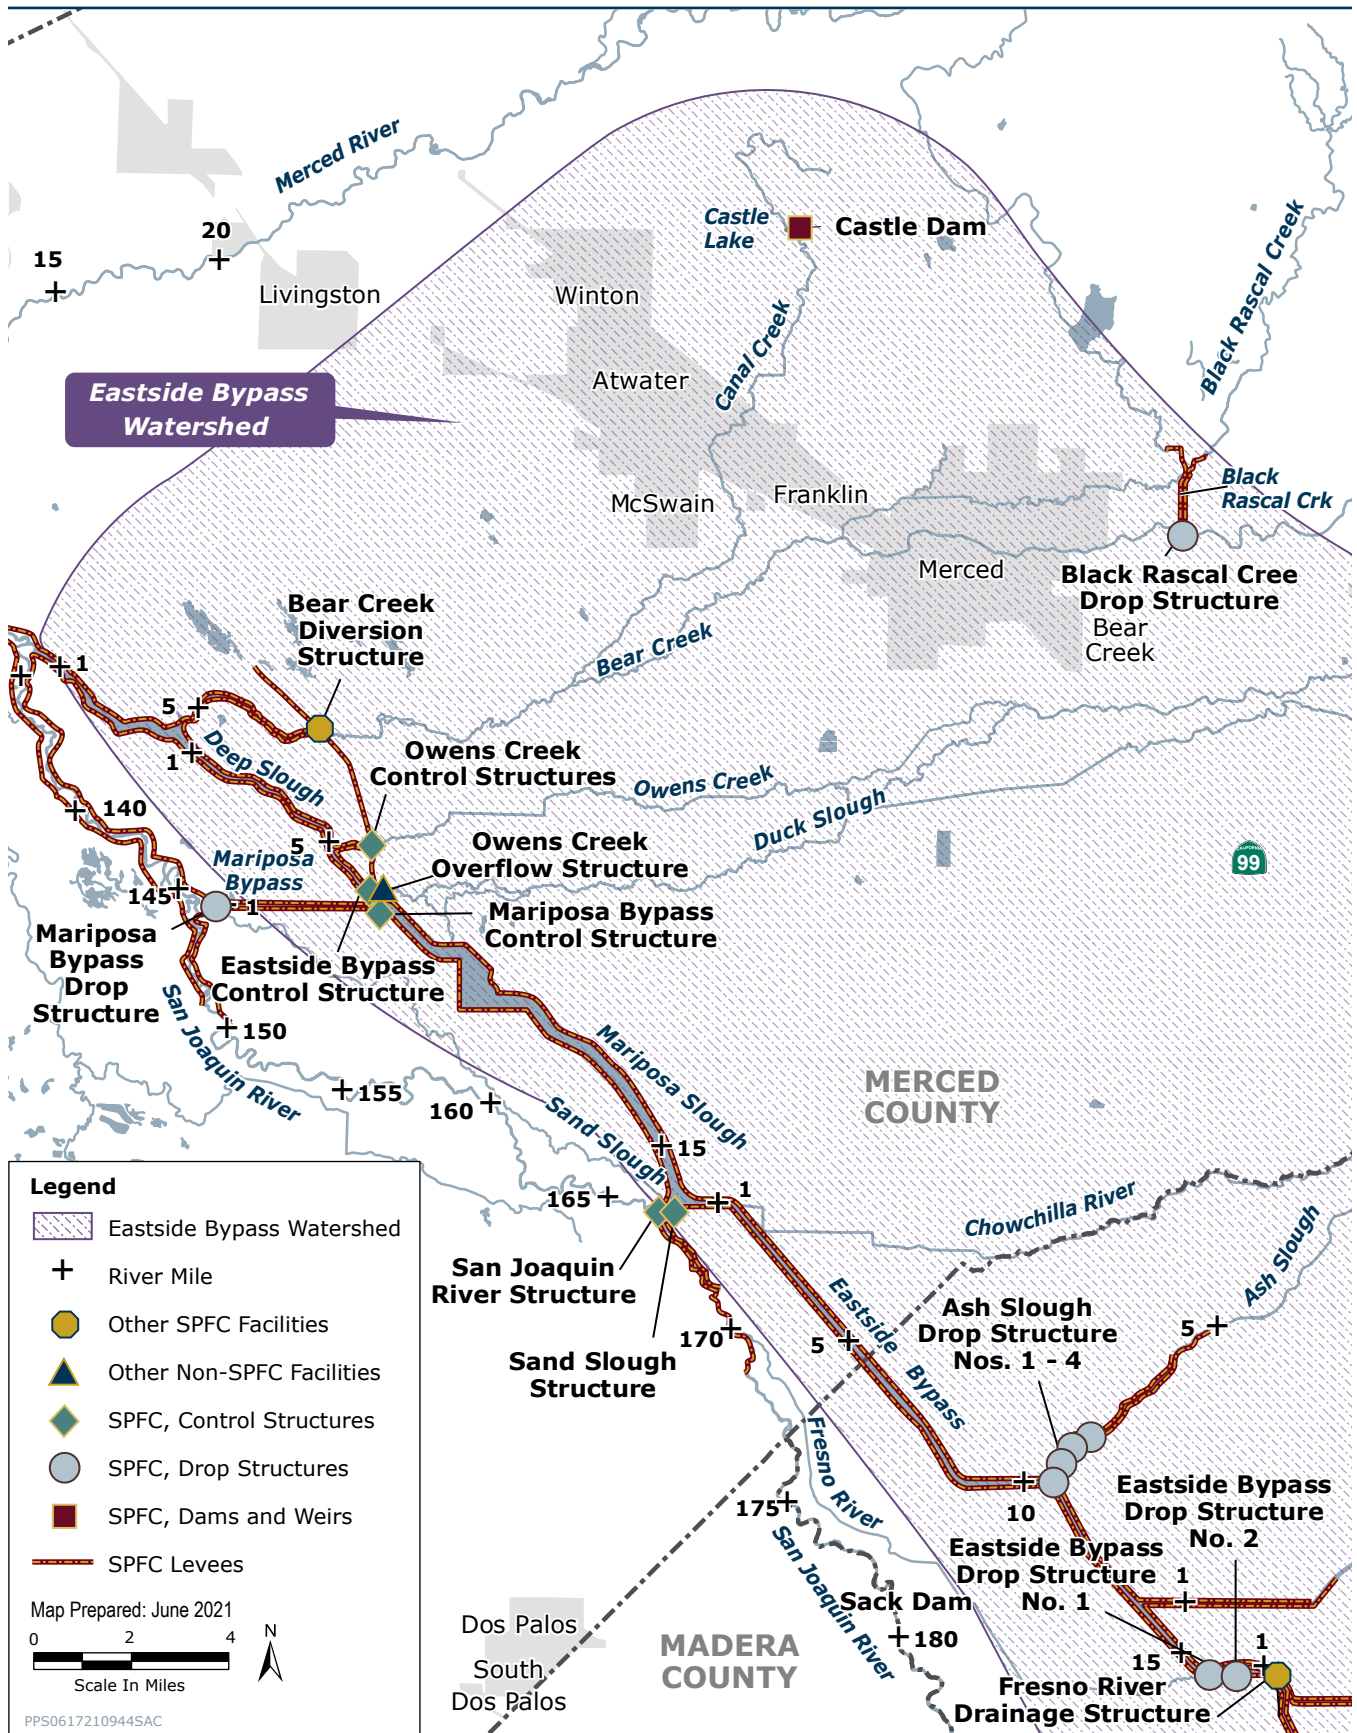 Merced River
20
15
Livingston
Winton
Castle
Lake
Castle Dam
Black Rascal Creek
Canal Creek
Atwater
Eastside Bypass
Watershed
McSwain
Franklin
Black
Rascal Crk
Merced
Black Rascal Cree
Drop Structure
Bear
Creek
Bear Creek
Diversion
Structure
Bear Creek
1
5
1
Deep Slough
Owens Creek
Control Structures
Owens Creek
Duck Slough
140
5
Mariposa
Bypass
Owens Creek
Overflow Structure
CALIFORNIA
99
145
1
Mariposa Bypass
Control Structure
Mariposa
Bypass
Drop
Structure
Eastside Bypass
Control Structure
San Joaquin River
150
155
160
Mariposa Slough
Sand Slough
MERCED
COUNTY
15
165
1
Chowchilla River
San Joaquin
River Structure
Ash Slough
Eastside Bypass
Ash Slough
Drop Structure
Nos. 1 - 4
5
170
5
Sand Slough
Structure
Fresno River
175
10
Eastside Bypass
Drop Structure
No. 2
Eastside Bypass
Drop Structure
No. 1
1
San Joaquin River
Sack Dam
180
Dos Palos
South
Dos Palos
MADERA
COUNTY
15
1
Fresno River
Drainage Structure
Legend
Eastside Bypass Watershed
River Mile
Other SPFC Facilities
Other Non-SPFC Facilities
SPFC, Control Structures
SPFC, Drop Structures
SPFC, Dams and Weirs
SPFC Levees
Map Prepared: June 2021
0 2 4
N
Scale In Miles
PPS0617210944SAC